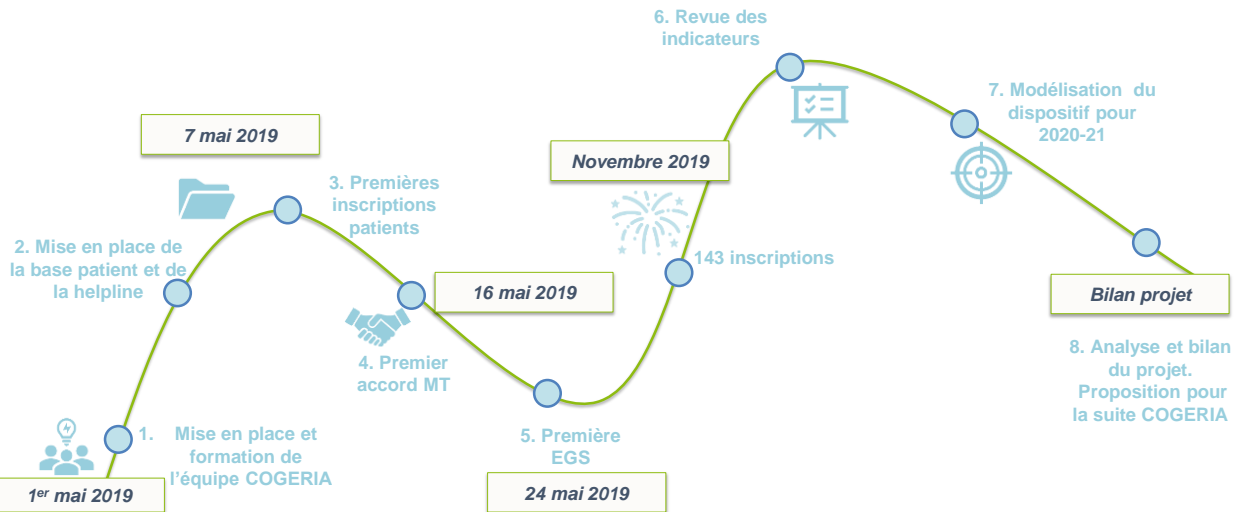 1er mai 2019
1. Mise en place et
formation de
l'équipe COGERIA
2. Mise en place de
la base patient et de
la helpline
7 mai 2019
3. Premières
inscriptions
patients
16 mai 2019
4. Premier
accord MT
5. Première
EGS
24 mai 2019
Novembre 2019
143 inscriptions
6. Revue des
indicateurs
7. Modélisation du
dispositif pour
2020-21
Bilan projet
8. Analyse et bilan
du projet.
Proposition pour
la suite COGERIA